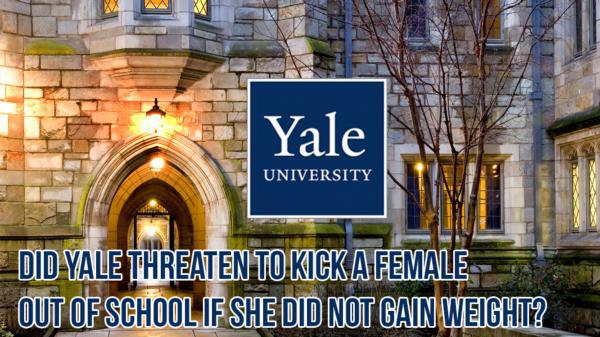 Yale
UNIVERSITY
DID YALE THREATEN TO KICK A FEMALE
OUT OF SCHOOL IF SHE DID NOT GAIN WEIGHT?